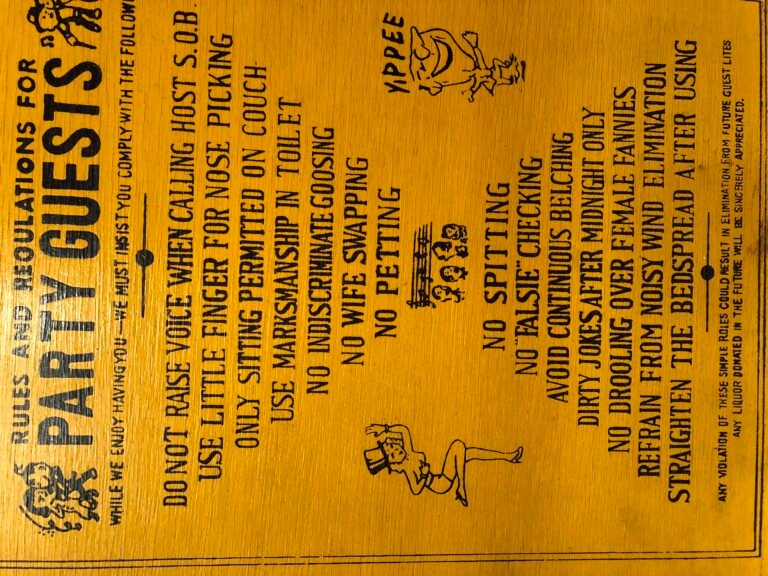 RULES AND REGULATIONS FOR
PARTY GUESTS
WHILE WE ENJOY HAVING YOU—WE MUST INSIST YOU COMPLY WITH THE
DO NOT RAISE VOICE WHEN CALLING HOST S.O.B.
USE LITTLE FINGER FOR NOSE PICKING
ONLY SITTING PERMITTED ON COUCH
USE MARKSMANSHIP IN TOILET
NO INDISCRIMINATE GOOSING
NO WIFE SWAPPING
NO PETTING
YIPPEE
NO SPITTING
NO "FALSIE" CHECKING
AVOID CONTINUOUS BELCHING
DIRTY JOKES AFTER MIDNIGHT ONLY
NO DROOLING OVER FEMALE FANNIES
REFRAIN FROM NOISY WIND ELIMINATION
STRAIGHTEN THE BEDSPREAD AFTER USING
ANY VIOLATION OF THESE SIMPLE RULES COULD RESULT IN ELIMINATION FROM FUTURE GUEST LITES
ANY LIQUOR DONATED IN THE FUTURE WILL BE SINCERELY APPRECIATED.